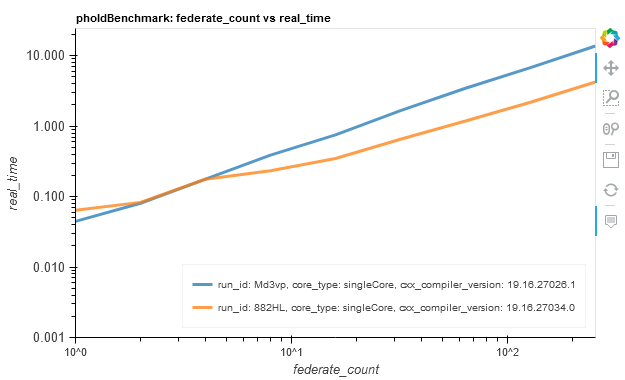 pholdBenchmark: federate_count vs real_time
10.000
1.000
0.100
0.010
0.001
real_time
run_id: Md3vp, core_type: singleCore, cxx_compiler_version: 19.16.27026.1
run_id: 882HL, core_type: singleCore, cxx_compiler_version: 19.16.27034.0
10^0 10^1 10^2
federate_count